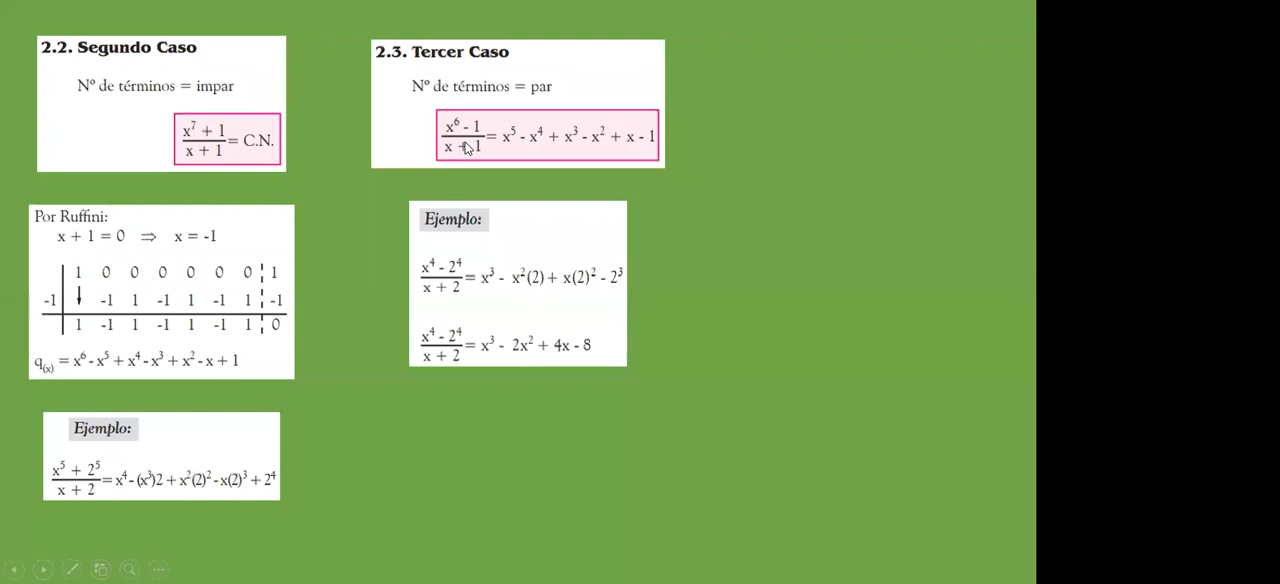 2.2. Segundo Caso
Nº de términos = impar
x⁷ + 1 / x + 1 = C.N.
Por Ruffini:
x + 1 = 0 ⇒ x = -1
1 0 0 0 0 0 0 1
-1 -1 1 -1 1 -1 1 -1
1 -1 1 -1 1 -1 1 0
q₍ₓ₎ = x⁶ - x⁵ + x⁴ - x³ + x² - x + 1
Ejemplo:
x⁵ + 2⁵ / x + 2 = x⁴ - (x³)2 + x²(2)² - x(2)³ + 2⁴
2.3. Tercer Caso
Nº de términos = par
x⁶ - 1 / x + 1 = x⁵ - x⁴ + x³ - x² + x - 1
Ejemplo:
x⁴ - 2⁴ / x + 2 = x³ - x²(2) + x(2)² - 2³
x⁴ - 2⁴ / x + 2 = x³ - 2x² + 4x - 8